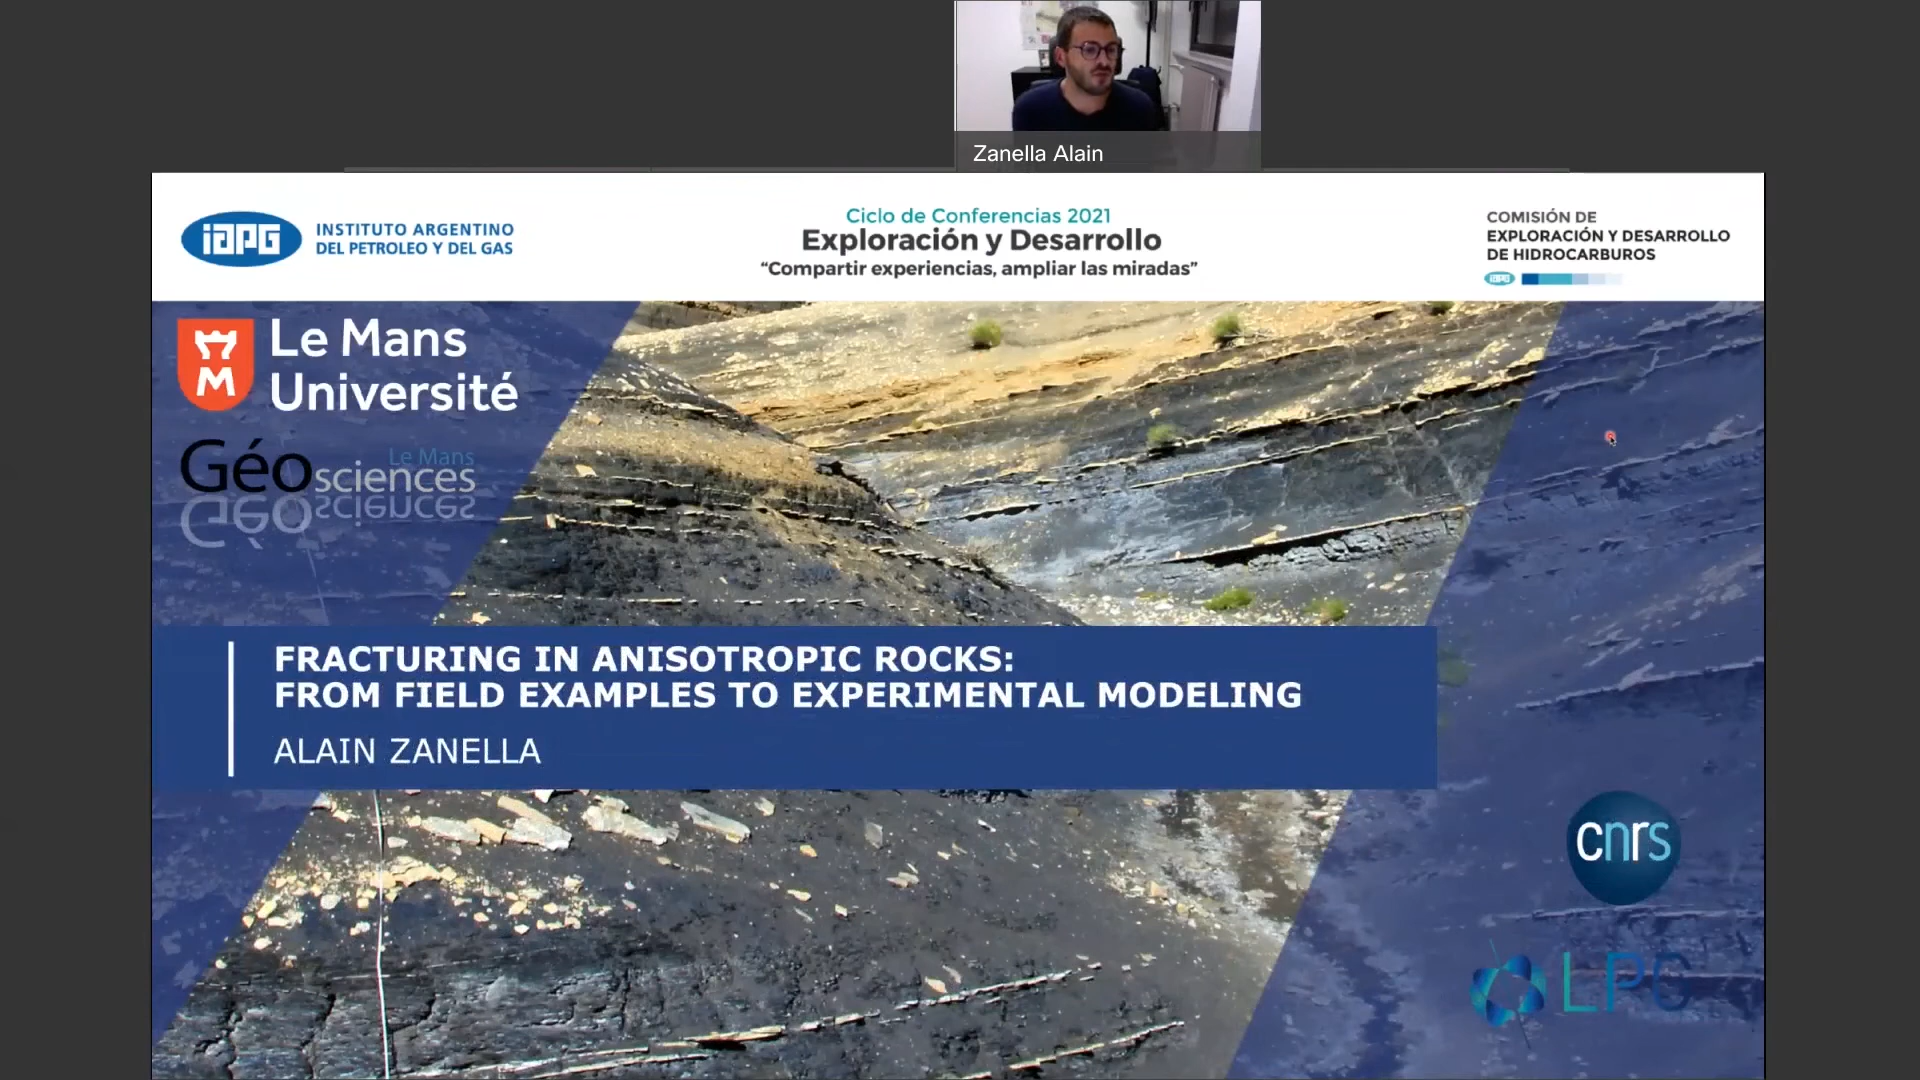 Zanella Alain
iAPG
INSTITUTO ARGENTINO
DEL PETROLEO Y DEL GAS
Ciclo de Conferencias 2021
Exploración y Desarrollo
“Compartir experiencias, ampliar las miradas”
COMISIÓN DE
EXPLORACIÓN Y DESARROLLO
DE HIDROCARBUROS
iAPG
M
Le Mans
Université
Le Mans
Géosciences
FRACTURING IN ANISOTROPIC ROCKS:
FROM FIELD EXAMPLES TO EXPERIMENTAL MODELING
ALAIN ZANELLA
cnrs
LPG